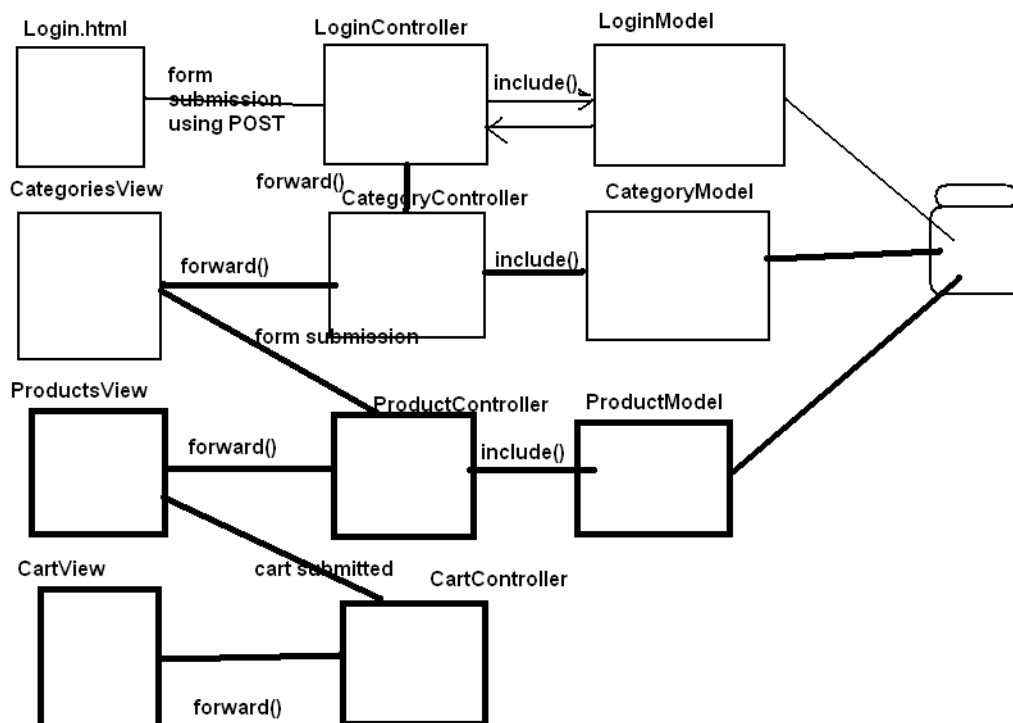 Login.html
LoginController
LoginModel
form
submission
using POST
include()
forward()
CategoriesView
CategoryController
CategoryModel
forward()
include()
form submission
ProductsView
ProductController
ProductModel
forward()
include()
cart submitted
CartView
CartController
forward()